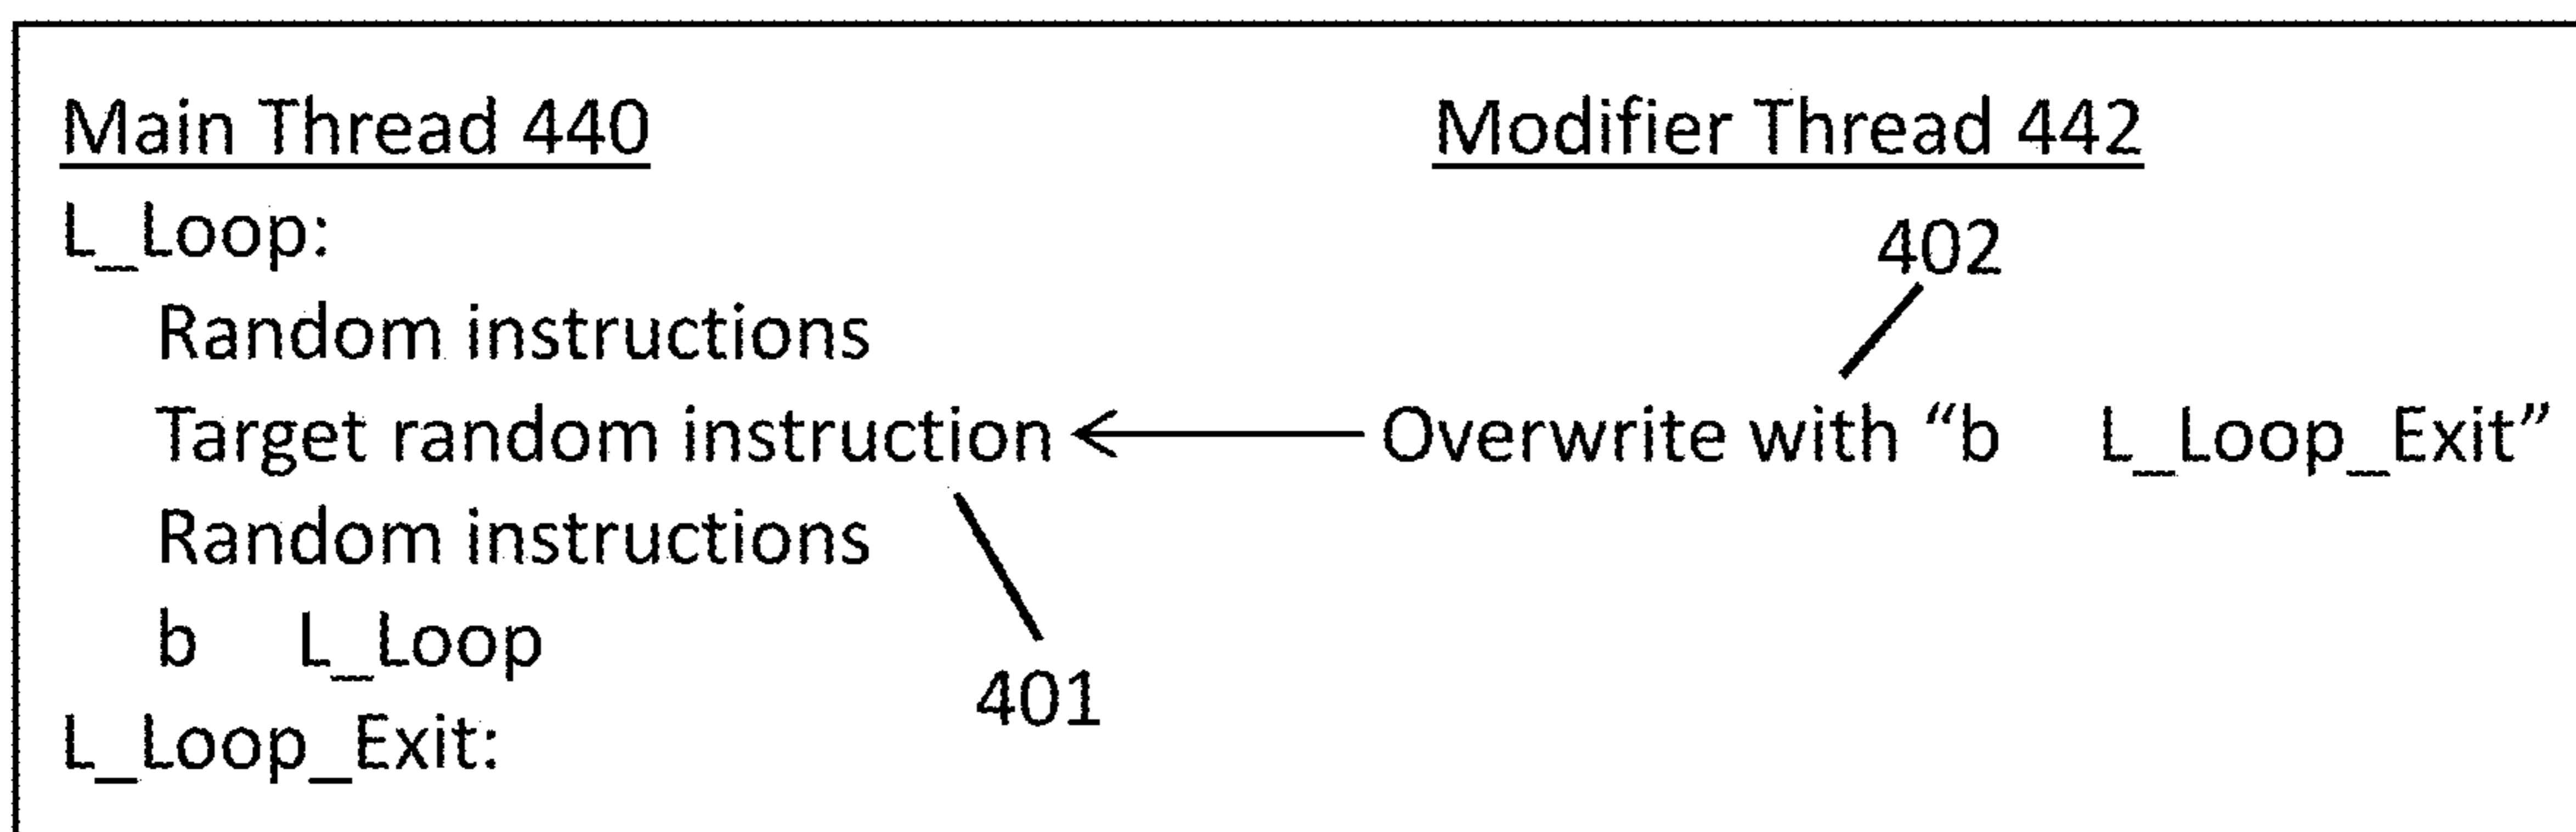 Main Thread 440
L_Loop:
Random instructions
Target random instruction
Random instructions
b L_Loop
401
L_Loop_Exit:
Modifier Thread 442
402
Overwrite with “b L_Loop_Exit”